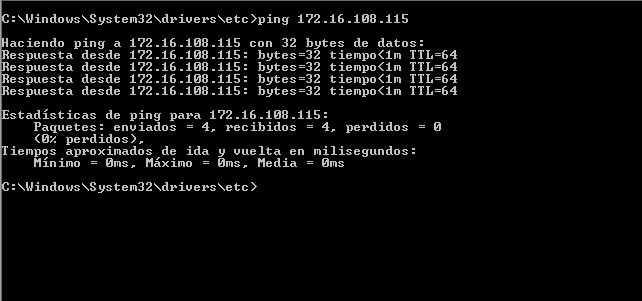 C:\Windows\System32\drivers\etc>ping 172.16.108.115
Haciendo ping a 172.16.108.115 con 32 bytes de datos:
Respuesta desde 172.16.108.115: bytes=32 tiempo<1m TTL=64
Respuesta desde 172.16.108.115: bytes=32 tiempo<1m TTL=64
Respuesta desde 172.16.108.115: bytes=32 tiempo<1m TTL=64
Respuesta desde 172.16.108.115: bytes=32 tiempo<1m TTL=64
Estadísticas de ping para 172.16.108.115:
Paquetes: enviados = 4, recibidos = 4, perdidos = 0
(0% perdidos),
Tiempos aproximados de ida y vuelta en milisegundos:
Mínimo = 0ms, Máximo = 0ms, Media = 0ms
C:\Windows\System32\drivers\etc>